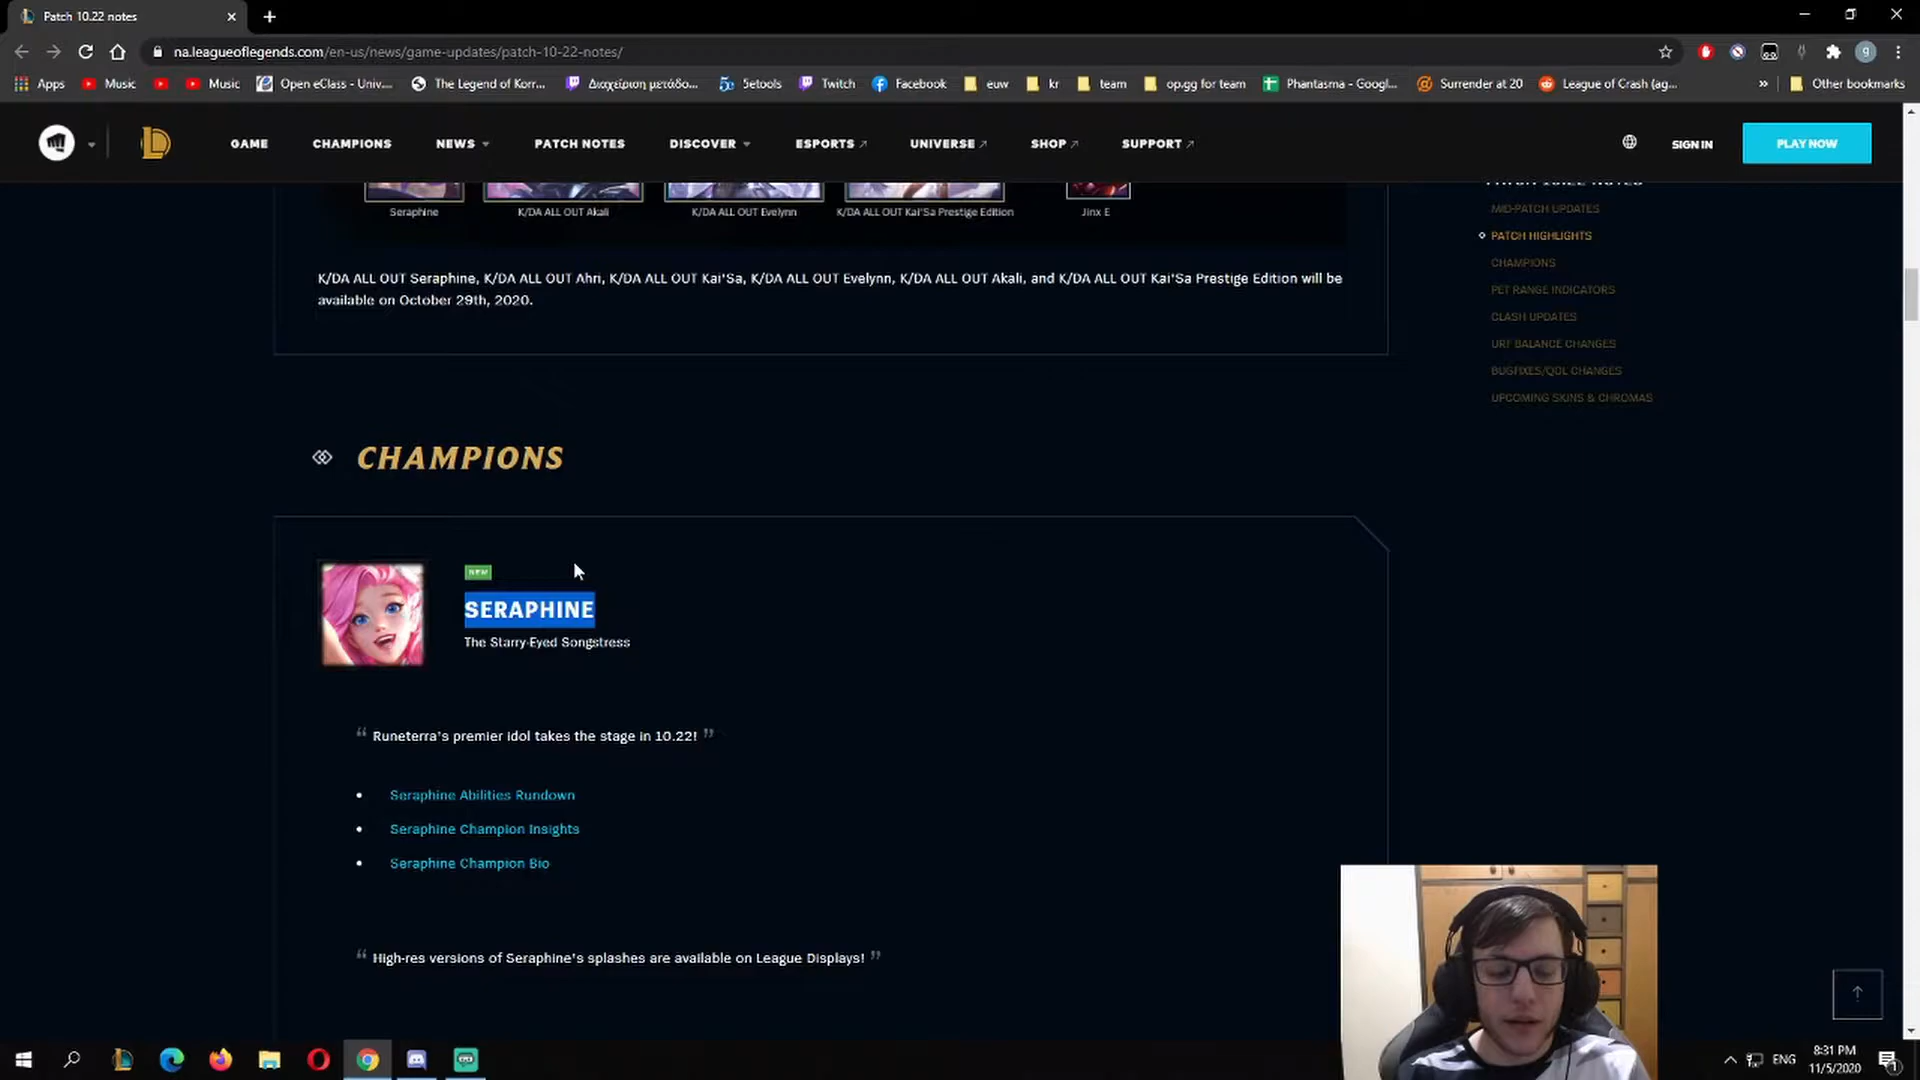 Patch 10.22 notes
na.leagueoflegends.com/en-us/news/game-updates/patch-10-22-notes/
g
Apps
Music
Music
Open eClass - Univ...
The Legend of Korr...
Διαχείριση μετάδο...
5etools
Twitch
Facebook
euw
kr
team
op.gg for team
Phantasma - Googl...
Surrender at 20
League of Crash (ag...
Other bookmarks
GAME
CHAMPIONS
NEWS
PATCH NOTES
DISCOVER
ESPORTS
UNIVERSE
SHOP
SUPPORT
SIGN IN
PLAY NOW
Seraphine
K/DA ALL OUT Akali
K/DA ALL OUT Evelynn
K/DA ALL OUT Kai'Sa Prestige Edition
Jinx E
K/DA ALL OUT Seraphine, K/DA ALL OUT Ahri, K/DA ALL OUT Kai'Sa, K/DA ALL OUT Evelynn, K/DA ALL OUT Akali, and K/DA ALL OUT Kai'Sa Prestige Edition will be
available on October 29th, 2020.
MID-PATCH UPDATES
PATCH HIGHLIGHTS
CHAMPIONS
PET RANGE INDICATORS
CLASH UPDATES
URF BALANCE CHANGES
BUGFIXES/QOL CHANGES
UPCOMING SKINS & CHROMAS
CHAMPIONS
NEW
SERAPHINE
The Starry-Eyed Songstress
“ Runeterra's premier idol takes the stage in 10.22! ”
• Seraphine Abilities Rundown
• Seraphine Champion Insights
• Seraphine Champion Bio
“ High-res versions of Seraphine's splashes are available on League Displays! ”
ENG
8:31 PM
11/5/2020